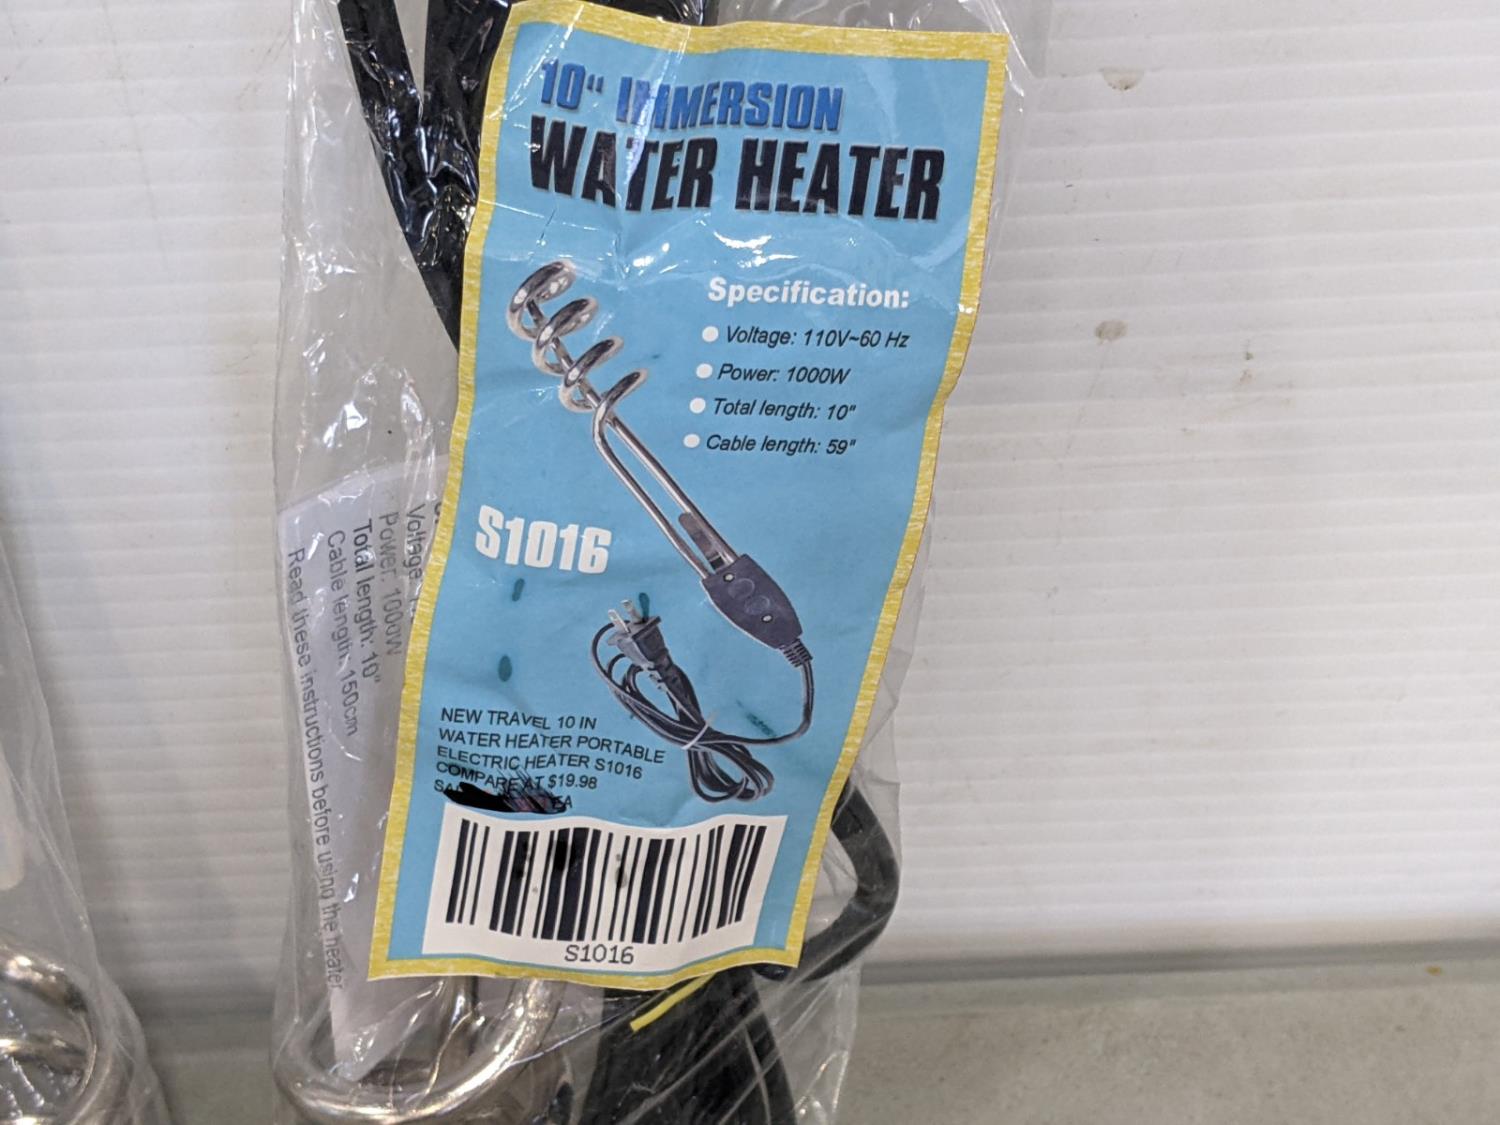 10" IMMERSION
WATER HEATER
Specification:
Voltage: 110V~60 Hz
Power: 1000W
Total length: 10"
Cable length: 59"
S1016
NEW TRAVEL 10 IN
WATER HEATER PORTABLE
ELECTRIC HEATER S1016
COMPARE AT $19.98
S1016
Voltage:
Power: 1000W
Total length: 10"
Cable length: 150cm
Read these instructions before using the heater